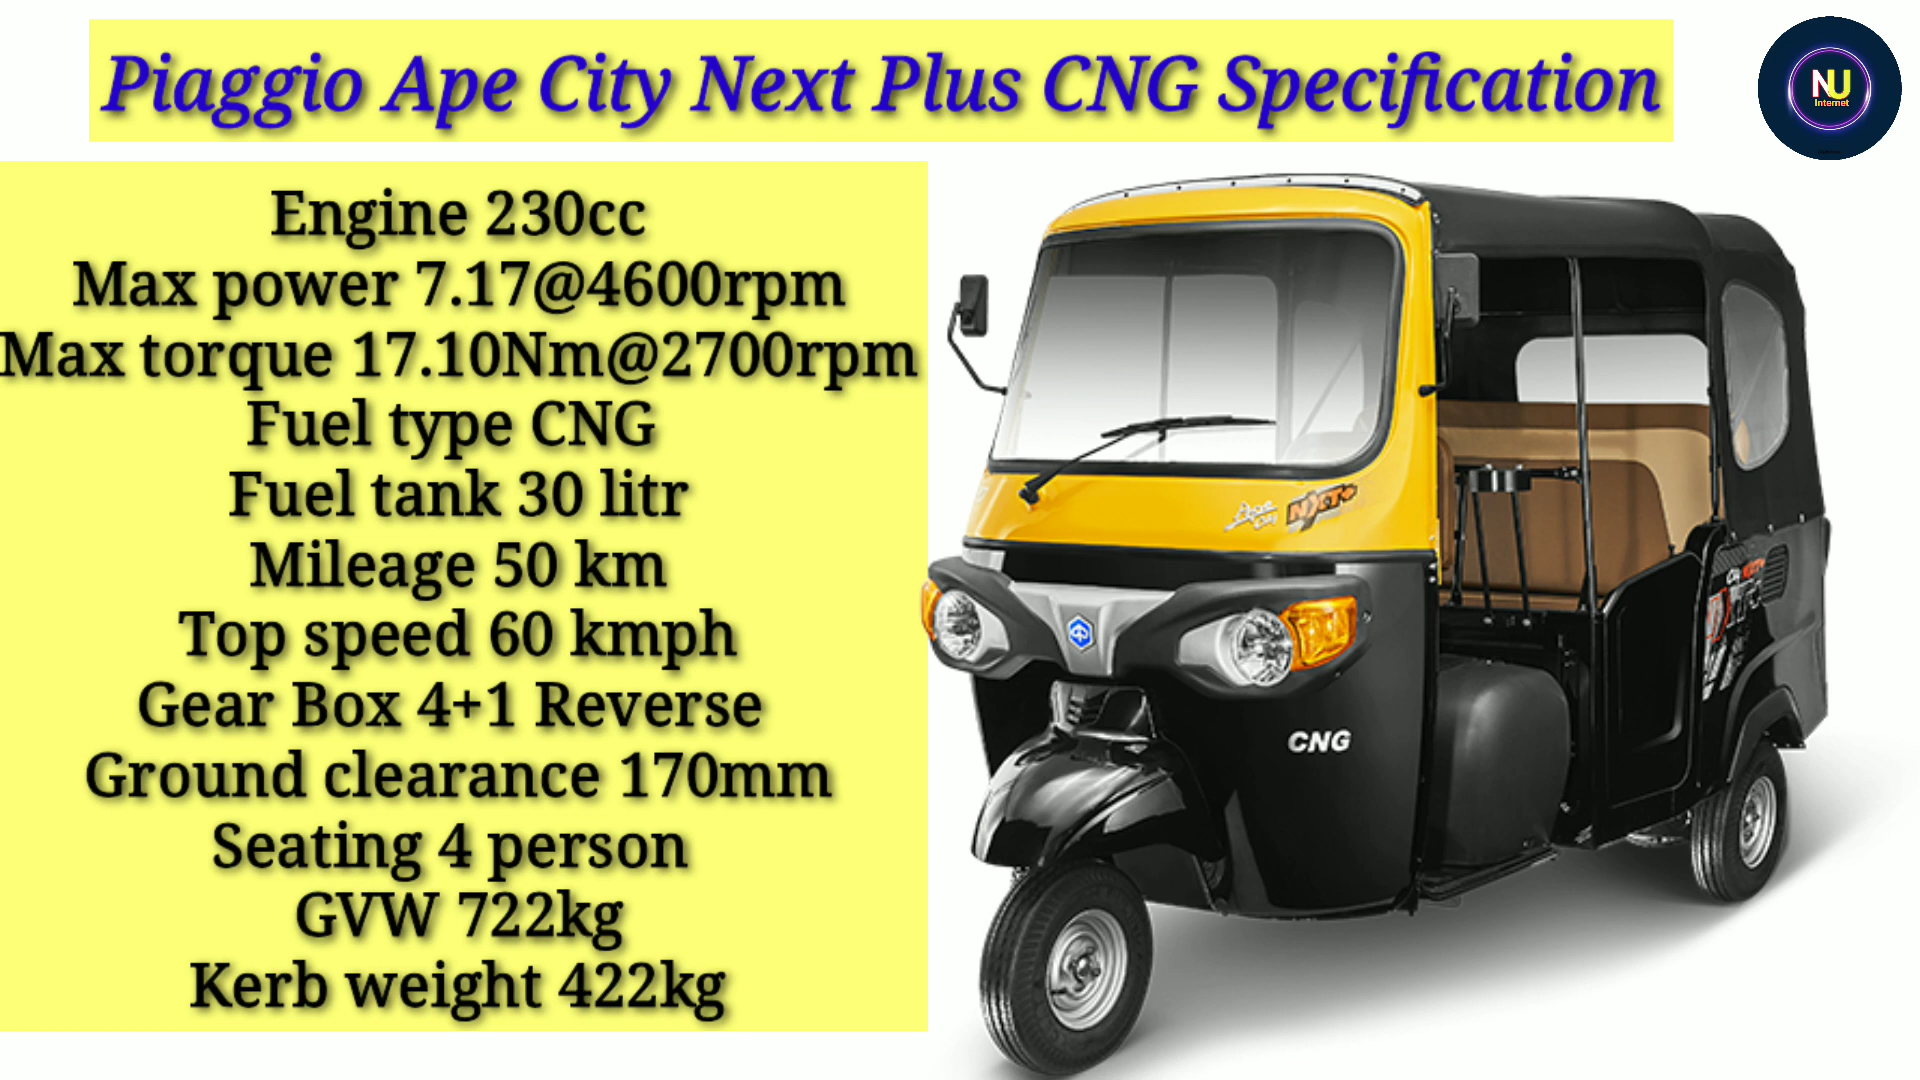 Piaggio Ape City Next Plus CNG Specification
NU
Internet
Engine 230cc
Max power 7.17@4600rpm
Max torque 17.10Nm@2700rpm
Fuel type CNG
Fuel tank 30 litr
Mileage 50 km
Top speed 60 kmph
Gear Box 4+1 Reverse
Ground clearance 170mm
Seating 4 person
GVW 722kg
Kerb weight 422kg
NXT+
CNG